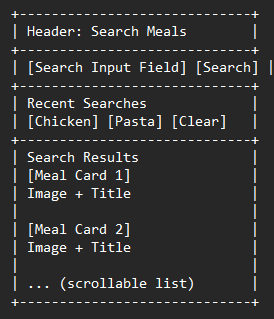 +-----------------------------+
| Header: Search Meals        |
+-----------------------------+
| [Search Input Field] [Search] |
+-----------------------------+
| Recent Searches             |
| [Chicken] [Pasta] [Clear]   |
+-----------------------------+
| Search Results              |
| [Meal Card 1]               |
| Image + Title               |
|                             |
| [Meal Card 2]               |
| Image + Title               |
|                             |
| ... (scrollable list)       |
+-----------------------------+